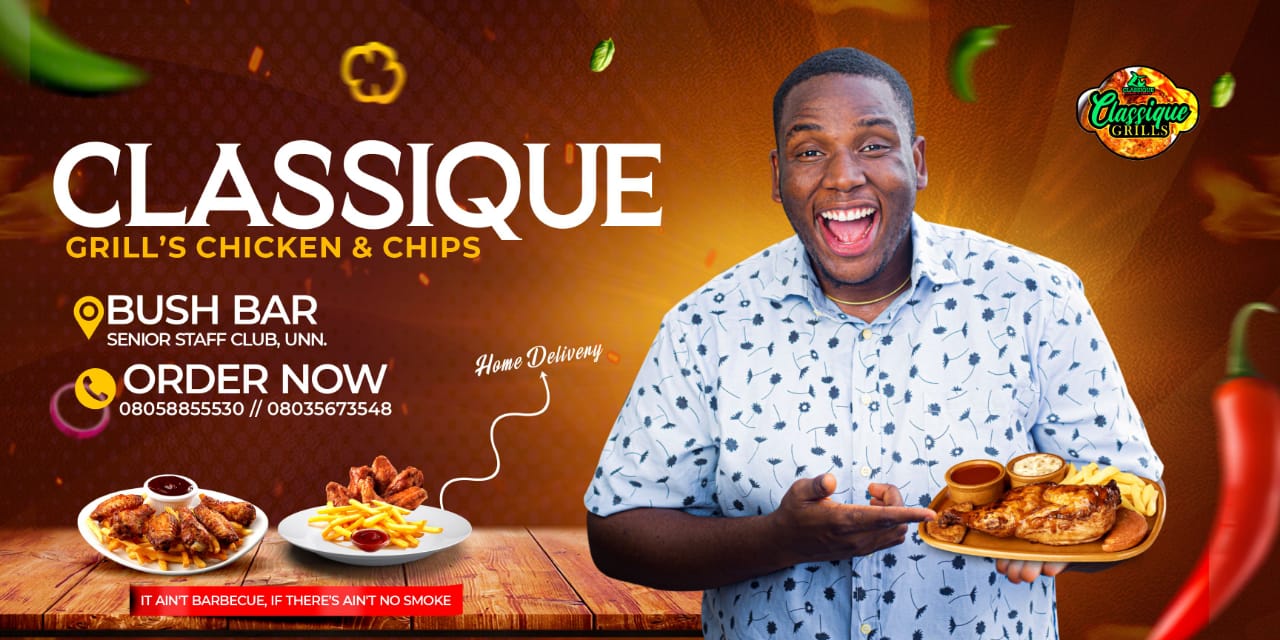 CLASSIQUE
GRILL'S CHICKEN & CHIPS
BUSH BAR
SENIOR STAFF CLUB, UNN.
ORDER NOW
08058855530 // 08035673548
Home Delivery
IT AIN'T BARBECUE, IF THERE'S AIN'T NO SMOKE
CLASSIQUE
Classique
GRILLS